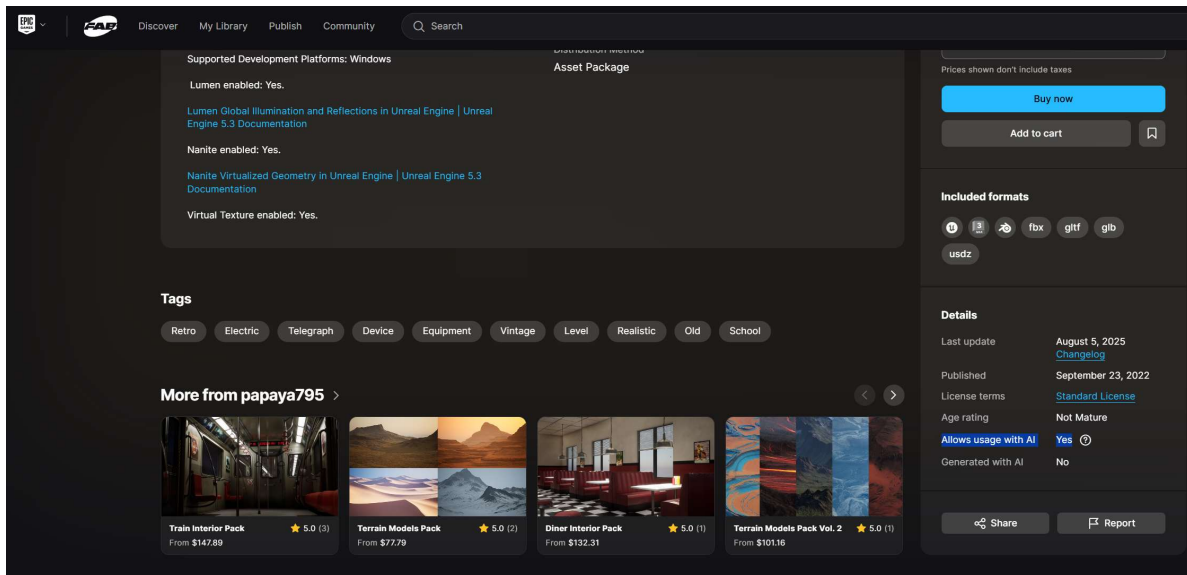 EPIC GAMES
FAB
Discover
My Library
Publish
Community
Search
Supported Development Platforms: Windows
Lumen enabled: Yes.
Lumen Global Illumination and Reflections in Unreal Engine | Unreal
Engine 5.3 Documentation
Nanite enabled: Yes.
Nanite Virtualized Geometry in Unreal Engine | Unreal Engine 5.3
Documentation
Virtual Texture enabled: Yes.
Distribution Method
Asset Package
Tags
Retro
Electric
Telegraph
Device
Equipment
Vintage
Level
Realistic
Old
School
More from papaya795
Train Interior Pack
5.0 (3)
From $147.89
Terrain Models Pack
5.0 (2)
From $77.79
Diner Interior Pack
5.0 (1)
From $132.31
Terrain Models Pack Vol. 2
5.0 (1)
From $101.16
Prices shown don't include taxes
Buy now
Add to cart
Included formats
fbx
gltf
glb
usdz
Details
Last update
August 5, 2025
Changelog
Published
September 23, 2022
License terms
Standard License
Age rating
Not Mature
Allows usage with AI
Yes
Generated with AI
No
Share
Report